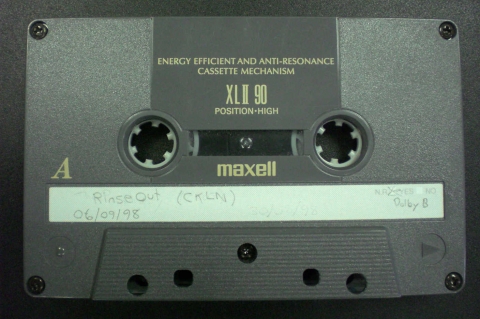 ENERGY EFFICIENT AND ANTI-RESONANCE
CASSETTE MECHANISM
XLII 90
POSITION-HIGH
maxell
A
Rinse Out (CKLN)
06/09/98
NO
Dolby B